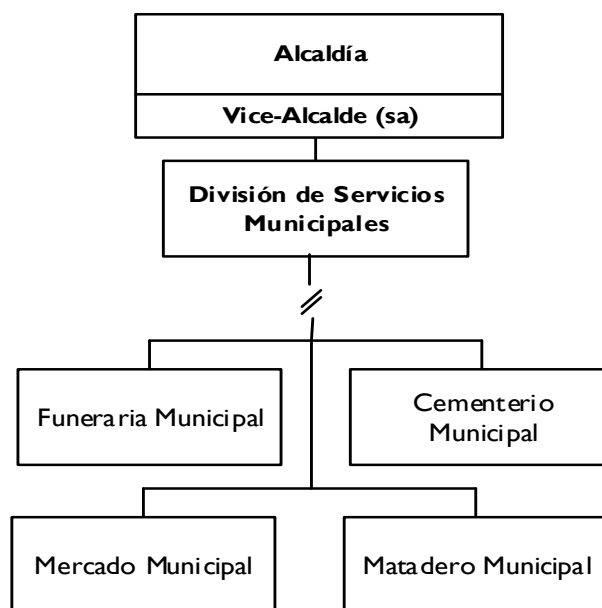 Alcaldía
Vice-Alcalde (sa)
División de Servicios
Municipales
Funeraria Municipal
Cementerio
Municipal
Mercado Municipal
Matadero Municipal